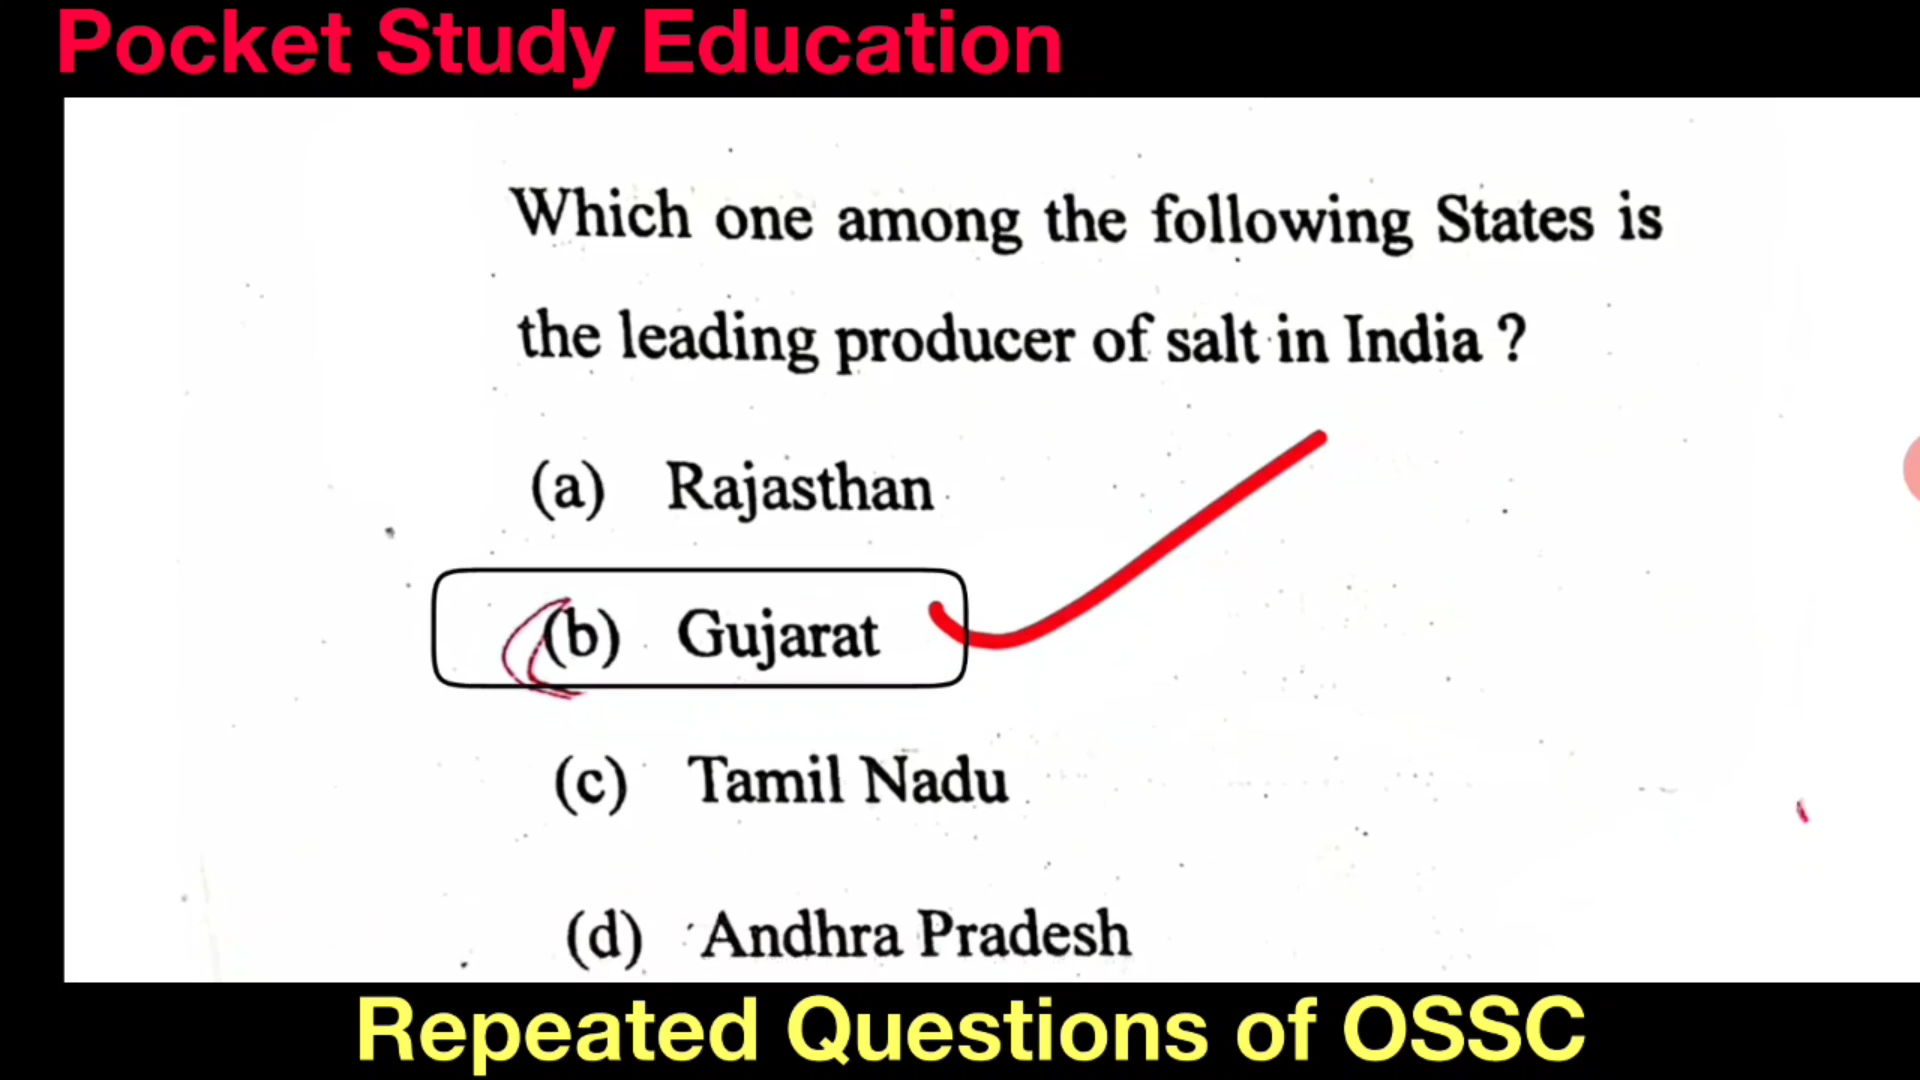 Pocket Study Education
Which one among the following States is
the leading producer of salt in India ?
(a) Rajasthan
(b) Gujarat
(c) Tamil Nadu
(d) Andhra Pradesh
Repeated Questions of OSSC